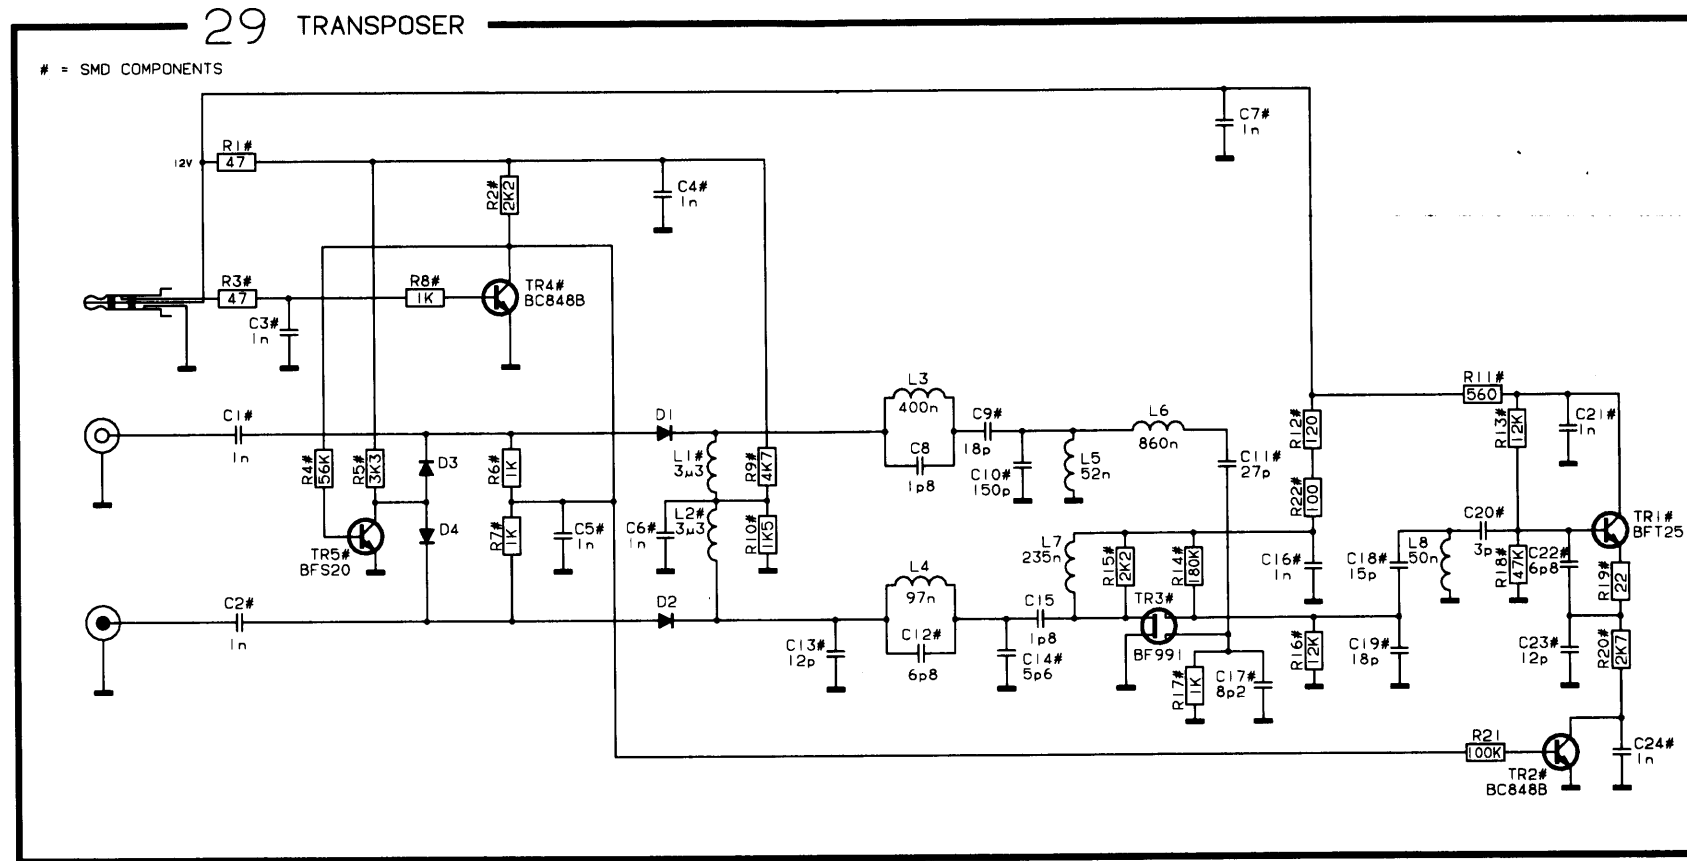 29 TRANSPOSER
# = SMD COMPONENTS
C7#
1n
R1#
47
12V
R2#
2K2
C4#
1n
R3#
47
C3#
1n
R8#
1K
TR4#
BC848B
C1#
1n
R4#
56K
R5#
3K3
D3
D4
R6#
1K
R7#
1K
D1
L1#
3µ3
R9#
4K7
L3
400n
C8
1p8
C9#
18p
C10#
150p
L5
52n
L6
860n
C11#
27p
R12#
120
R22#
100
R11#
560
R13#
12K
C21#
1n
TR5#
BFS20
C5#
1n
C6#
1n
L2#
3µ3
R10#
1K5
L7
235n
R15#
2K2
R14#
180K
C16#
1n
C18#
15p
L8
50n
C20#
3p
R18#
47K
C22#
6p8
TR1#
BFT25
R19#
22
C2#
1n
D2
L4
97n
C12#
6p8
C13#
12p
C14#
5p6
C15
1p8
TR3#
BF991
R17#
1K
C17#
8p2
R16#
12K
C19#
18p
C23#
12p
R20#
2K7
R21
100K
TR2#
BC848B
C24#
1n